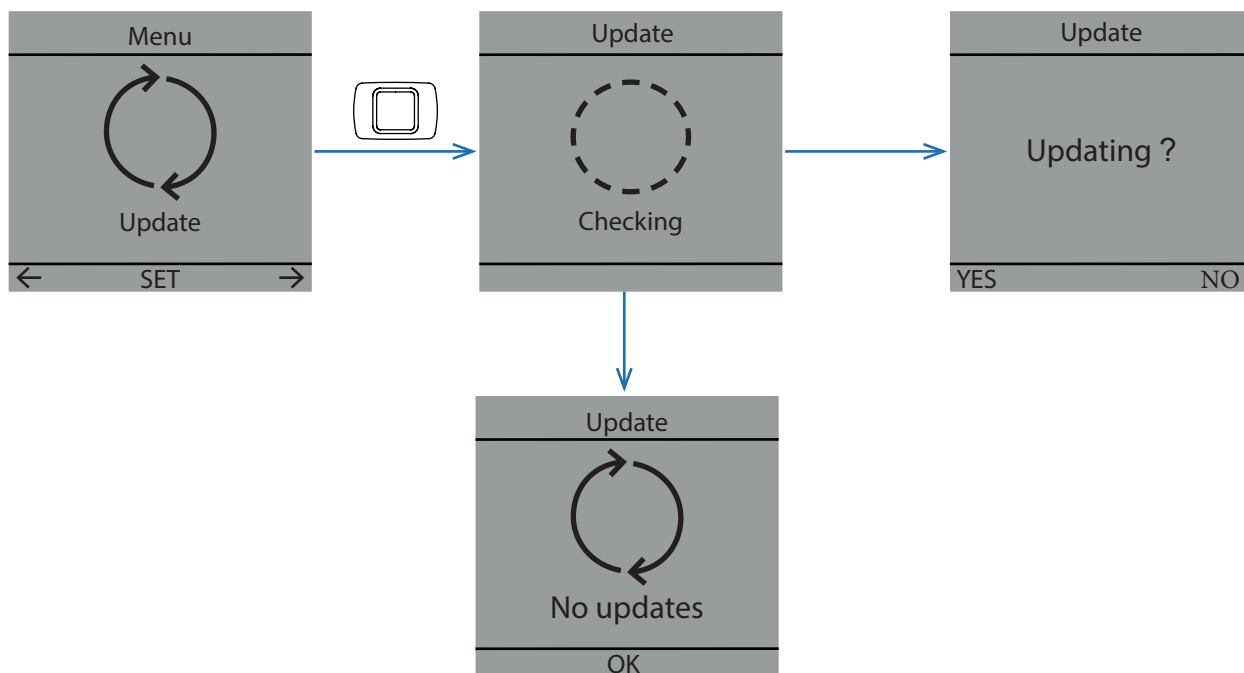 Menu
Update
← SET →
Update
Checking
Update
Updating ?
YES NO
Update
No updates
OK